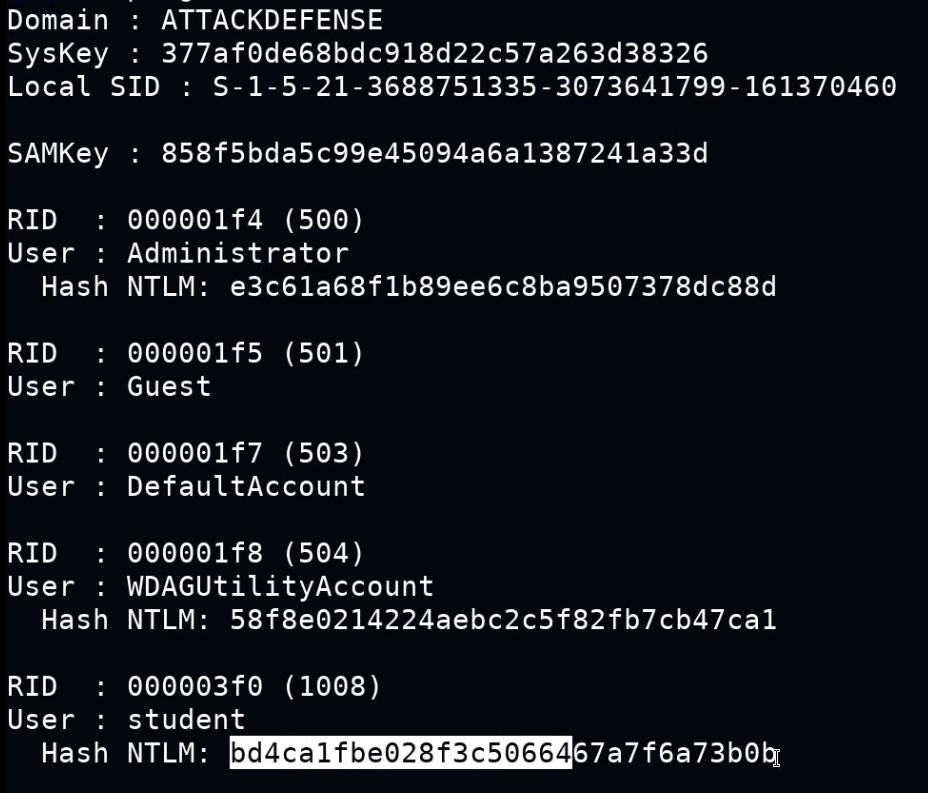 Domain : ATTACKDEFENSE
SysKey : 377af0de68bdc918d22c57a263d38326
Local SID : S-1-5-21-3688751335-3073641799-161370460
SAMKey : 858f5bda5c99e45094a6a1387241a33d
RID  : 000001f4 (500)
User : Administrator
  Hash NTLM: e3c61a68f1b89ee6c8ba9507378dc88d
RID  : 000001f5 (501)
User : Guest
RID  : 000001f7 (503)
User : DefaultAccount
RID  : 000001f8 (504)
User : WDAGUtilityAccount
  Hash NTLM: 58f8e0214224aebc2c5f82fb7cb47ca1
RID  : 000003f0 (1008)
User : student
  Hash NTLM: bd4ca1fbe028f3c5066467a7f6a73b0b